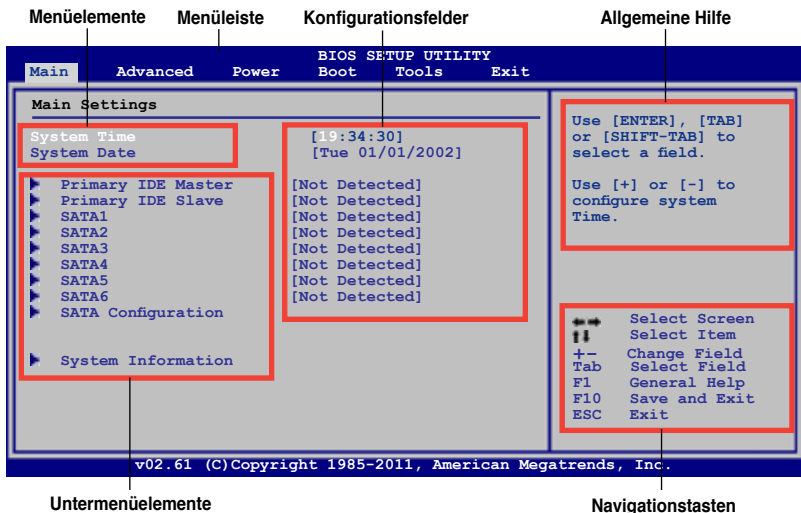 Menüelemente Menüleiste Konfigurationsfelder Allgemeine Hilfe
BIOS SETUP UTILITY
Main Advanced Power Boot Tools Exit
Main Settings
System Time [19:34:30]
System Date [Tue 01/01/2002]
Primary IDE Master [Not Detected]
Primary IDE Slave [Not Detected]
SATA1 [Not Detected]
SATA2 [Not Detected]
SATA3 [Not Detected]
SATA4 [Not Detected]
SATA5 [Not Detected]
SATA6 [Not Detected]
SATA Configuration
System Information
Use [ENTER], [TAB]
or [SHIFT-TAB] to
select a field.
Use [+] or [-] to
configure system
Time.
←→ Select Screen
↑↓ Select Item
+- Change Field
Tab Select Field
F1 General Help
F10 Save and Exit
ESC Exit
v02.61 (C)Copyright 1985-2011, American Megatrends, Inc.
Untermenüelemente Navigationstasten